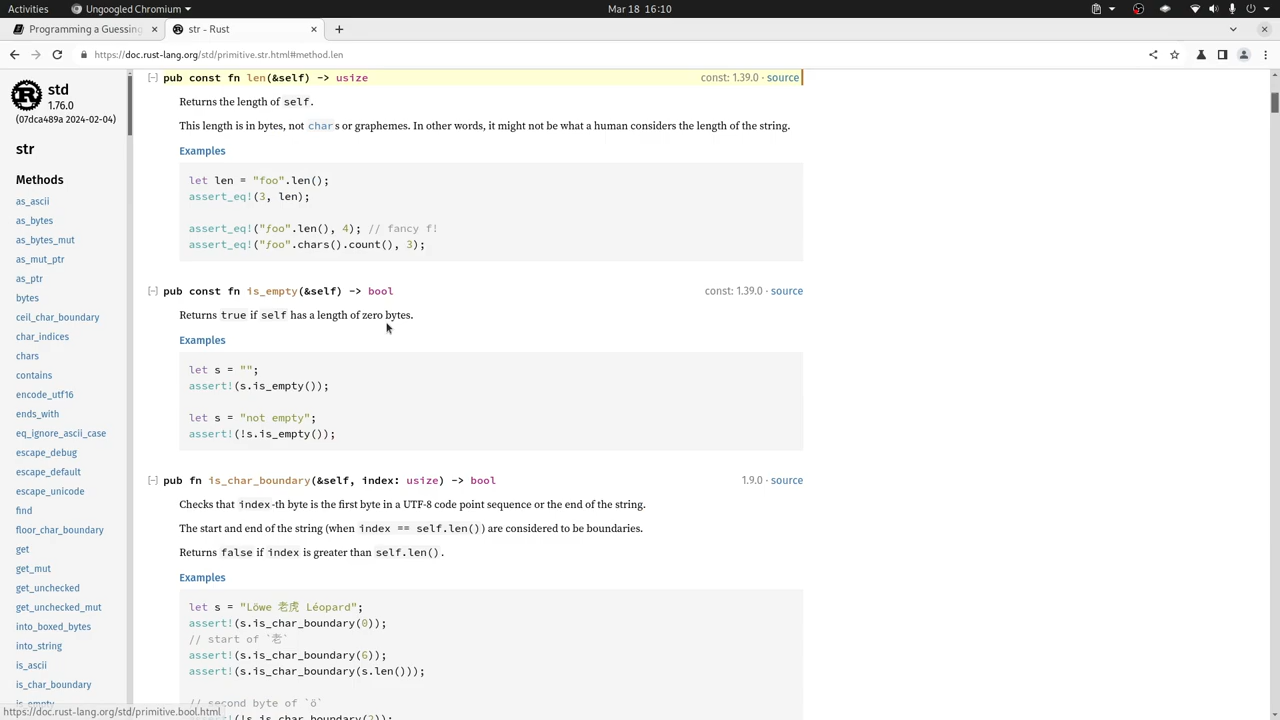 Activities Ungoogled Chromium Mar 18 16:10
Programming a Guessing × str - Rust × +
https://doc.rust-lang.org/std/primitive.str.html#method.len
std
1.76.0
(07dca489a 2024-02-04)
str
Methods
as_ascii
as_bytes
as_bytes_mut
as_mut_ptr
as_ptr
bytes
ceil_char_boundary
char_indices
chars
contains
encode_utf16
ends_with
eq_ignore_ascii_case
escape_debug
escape_default
escape_unicode
find
floor_char_boundary
get
get_mut
get_unchecked
get_unchecked_mut
into_boxed_bytes
into_string
is_ascii
is_char_boundary
is_empty
[−] pub const fn len(&self) -> usize const: 1.39.0 · source
Returns the length of self.
This length is in bytes, not chars or graphemes. In other words, it might not be what a human considers the length of the string.
Examples
let len = "foo".len();
assert_eq!(3, len);
assert_eq!("ƒoo".len(), 4); // fancy f!
assert_eq!("ƒoo".chars().count(), 3);
[−] pub const fn is_empty(&self) -> bool const: 1.39.0 · source
Returns true if self has a length of zero bytes.
Examples
let s = "";
assert!(s.is_empty());
let s = "not empty";
assert!(!s.is_empty());
[−] pub fn is_char_boundary(&self, index: usize) -> bool 1.9.0 · source
Checks that index-th byte is the first byte in a UTF-8 code point sequence or the end of the string.
The start and end of the string (when index == self.len()) are considered to be boundaries.
Returns false if index is greater than self.len().
Examples
let s = "Löwe 老虎 Léopard";
assert!(s.is_char_boundary(0));
// start of `老`
assert!(s.is_char_boundary(6));
assert!(s.is_char_boundary(s.len()));
// second byte of `ö`
assert!(!s.is_char_boundary(2));
https://doc.rust-lang.org/std/primitive.bool.html